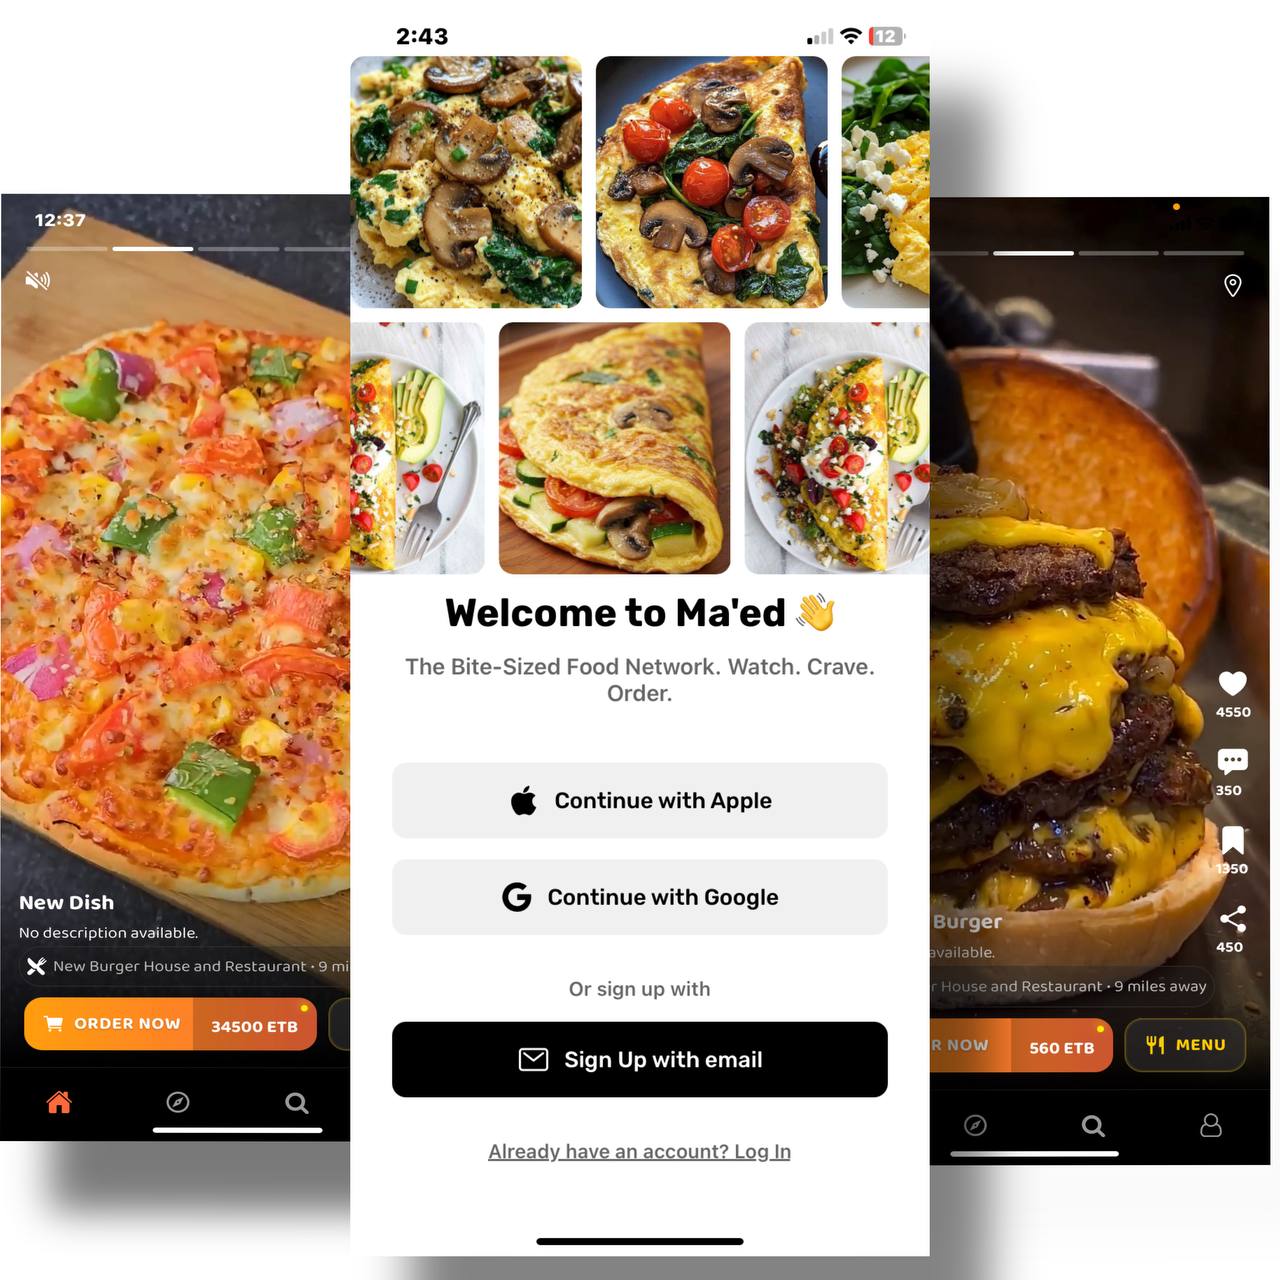 2:43
12
Welcome to Ma'ed 👋
The Bite-Sized Food Network. Watch. Crave.
Order.
Continue with Apple
Continue with Google
Or sign up with
Sign Up with email
Already have an account? Log In
12:37
New Dish
No description available.
New Burger House and Restaurant • 9 mi
ORDER NOW
34500 ETB
4550
350
1350
450
Burger
available.
r House and Restaurant • 9 miles away
R NOW
560 ETB
MENU